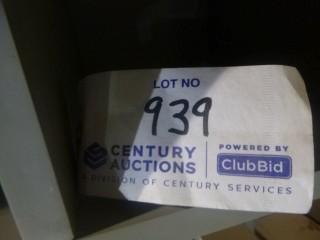 LOT NO
939
CENTURY AUCTIONS
POWERED BY
ClubBid
A DIVISION OF CENTURY SERVICES